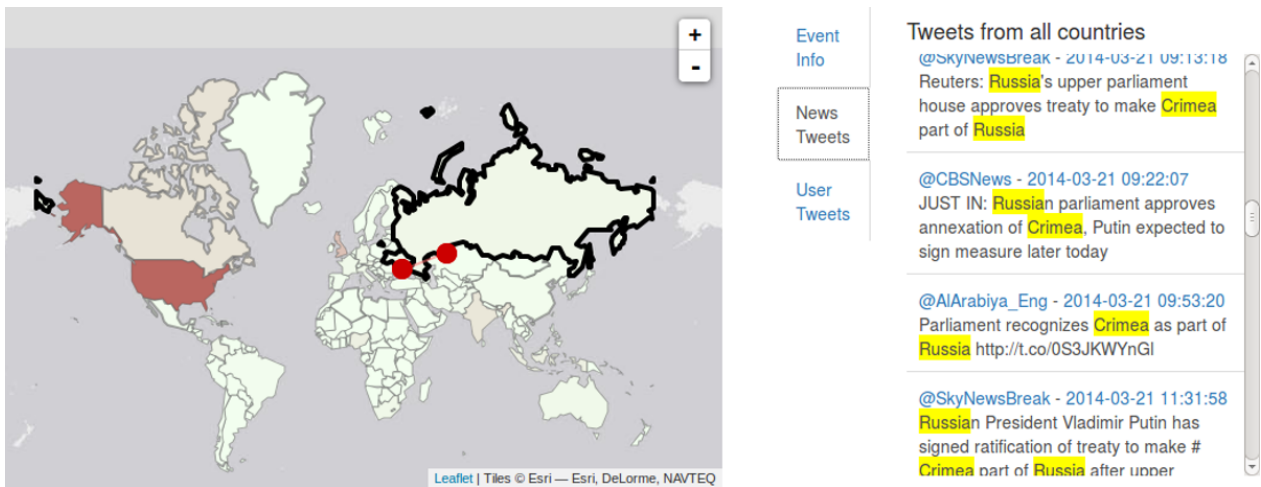 +
-
Leaflet | Tiles © Esri — Esri, DeLorme, NAVTEQ
Event
Info
News
Tweets
User
Tweets
Tweets from all countries
@SkyNewsBreak - 2014-03-21 09:13:18
Reuters: Russia's upper parliament
house approves treaty to make Crimea
part of Russia
@CBSNews - 2014-03-21 09:22:07
JUST IN: Russian parliament approves
annexation of Crimea, Putin expected to
sign measure later today
@AlArabiya_Eng - 2014-03-21 09:53:20
Parliament recognizes Crimea as part of
Russia http://t.co/0S3JKWYnGl
@SkyNewsBreak - 2014-03-21 11:31:58
Russian President Vladimir Putin has
signed ratification of treaty to make #
Crimea part of Russia after upper